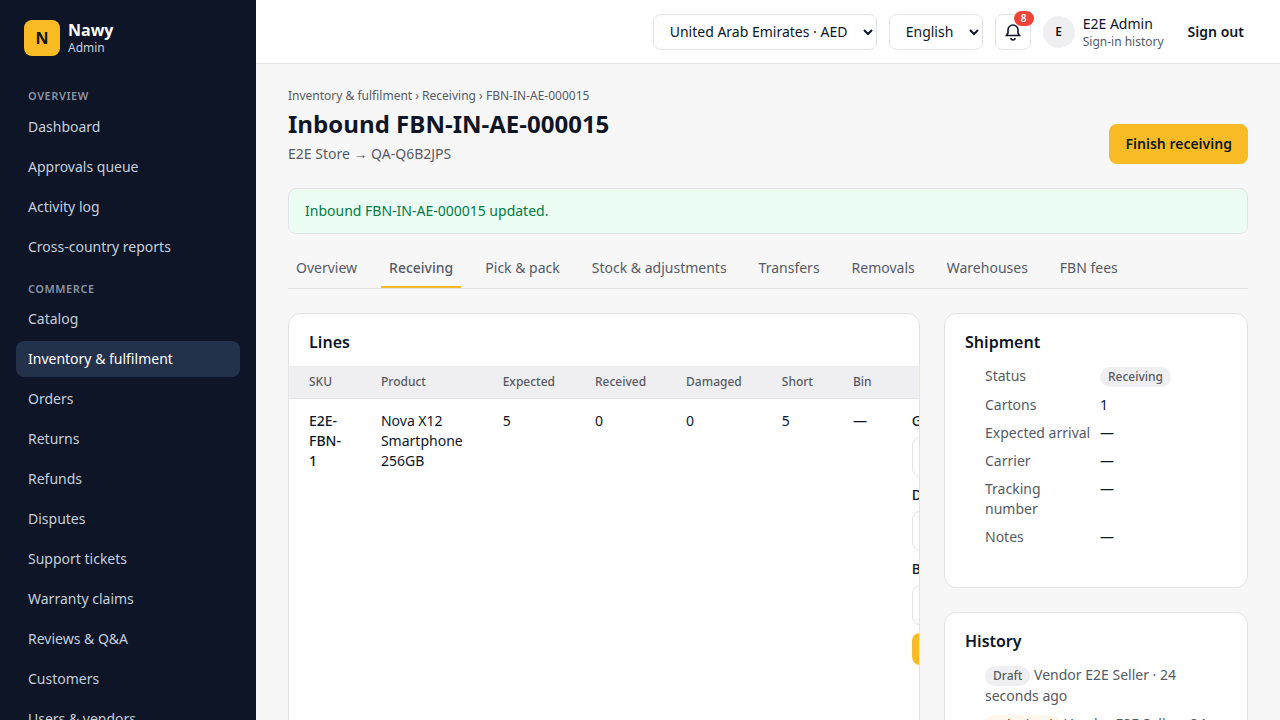 N
Nawy
Admin
OVERVIEW
Dashboard
Approvals queue
Activity log
Cross-country reports
COMMERCE
Catalog
Inventory & fulfilment
Orders
Returns
Refunds
Disputes
Support tickets
Warranty claims
Reviews & Q&A
Customers
Users & vendors
United Arab Emirates · AED
English
8
E
E2E Admin
Sign-in history
Sign out
Inventory & fulfilment › Receiving › FBN-IN-AE-000015
Inbound FBN-IN-AE-000015
E2E Store → QA-Q6B2JPS
Finish receiving
Inbound FBN-IN-AE-000015 updated.
Overview Receiving Pick & pack Stock & adjustments Transfers Removals Warehouses FBN fees
Lines
SKU Product Expected Received Damaged Short Bin
E2E-
FBN-
1
Nova X12
Smartphone
256GB
5 0 0 5 —
G
D
B
Shipment
Status Receiving
Cartons 1
Expected arrival —
Carrier —
Tracking
number
—
Notes —
History
Draft Vendor E2E Seller · 24
seconds ago